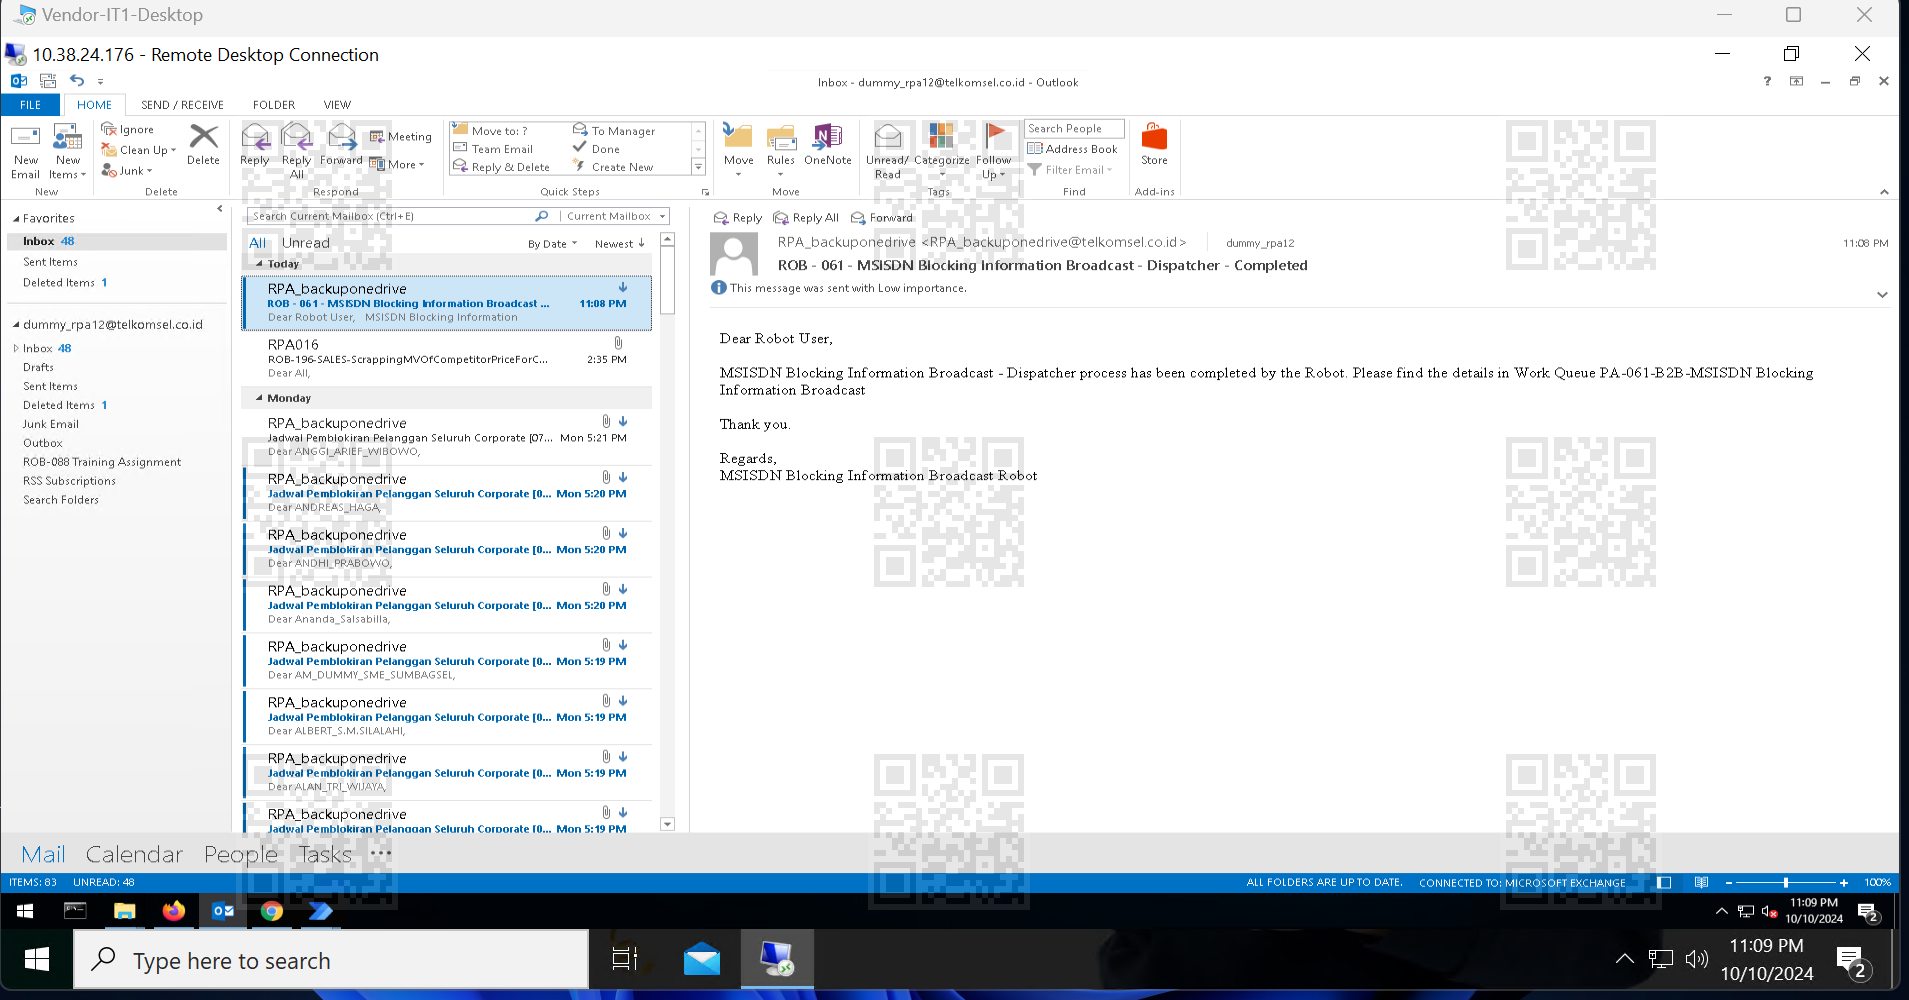 Vendor-IT1-Desktop
10.38.24.176 - Remote Desktop Connection
Inbox - dummy_rpa12@telkomsel.co.id - Outlook
FILE HOME SEND / RECEIVE FOLDER VIEW
New Email
New Items
New
Ignore
Clean Up
Junk
Delete
Delete
Reply
Reply All
Forward
Meeting
More
Respond
Move to: ?
Team Email
Reply & Delete
To Manager
Done
Create New
Quick Steps
Move
Rules
OneNote
Move
Unread/ Read
Categorize
Follow Up
Tags
Search People
Address Book
Filter Email
Find
Store
Add-ins
Favorites
Inbox 48
Sent Items
Deleted Items 1
dummy_rpa12@telkomsel.co.id
Inbox 48
Drafts
Sent Items
Deleted Items 1
Junk Email
Outbox
ROB-088 Training Assignment
RSS Subscriptions
Search Folders
Search Current Mailbox (Ctrl+E) Current Mailbox
All Unread By Date Newest
Today
RPA_backuponedrive
ROB - 061 - MSISDN Blocking Information Broadcast ... 11:08 PM
Dear Robot User, MSISDN Blocking Information
RPA016
ROB-196-SALES-ScrappingMVOfCompetitorPriceForC... 2:35 PM
Dear All,
Monday
RPA_backuponedrive
Jadwal Pemblokiran Pelanggan Seluruh Corporate [07... Mon 5:21 PM
Dear ANGGI_ARIEF_WIBOWO,
RPA_backuponedrive
Jadwal Pemblokiran Pelanggan Seluruh Corporate [0... Mon 5:20 PM
Dear ANDREAS_HAGA,
RPA_backuponedrive
Jadwal Pemblokiran Pelanggan Seluruh Corporate [0... Mon 5:20 PM
Dear ANDHI_PRABOWO,
RPA_backuponedrive
Jadwal Pemblokiran Pelanggan Seluruh Corporate [0... Mon 5:20 PM
Dear Ananda_Salsabilla,
RPA_backuponedrive
Jadwal Pemblokiran Pelanggan Seluruh Corporate [0... Mon 5:19 PM
Dear AM_DUMMY_SME_SUMBAGSEL,
RPA_backuponedrive
Jadwal Pemblokiran Pelanggan Seluruh Corporate [0... Mon 5:19 PM
Dear ALBERT_S.M.SILALAHI,
RPA_backuponedrive
Jadwal Pemblokiran Pelanggan Seluruh Corporate [0... Mon 5:19 PM
Dear ALAN_TRI_WIJAYA,
RPA_backuponedrive
Jadwal Pemblokiran Pelanggan Seluruh Corporate [0... Mon 5:19 PM
Reply Reply All Forward
RPA_backuponedrive <RPA_backuponedrive@telkomsel.co.id> dummy_rpa12 11:08 PM
ROB - 061 - MSISDN Blocking Information Broadcast - Dispatcher - Completed
This message was sent with Low importance.
Dear Robot User,
MSISDN Blocking Information Broadcast - Dispatcher process has been completed by the Robot. Please find the details in Work Queue PA-061-B2B-MSISDN Blocking
Information Broadcast
Thank you.
Regards,
MSISDN Blocking Information Broadcast Robot
Mail Calendar People Tasks ...
ITEMS: 83 UNREAD: 48 ALL FOLDERS ARE UP TO DATE. CONNECTED TO: MICROSOFT EXCHANGE 100%
11:09 PM
10/10/2024
2
Type here to search
11:09 PM
10/10/2024
2